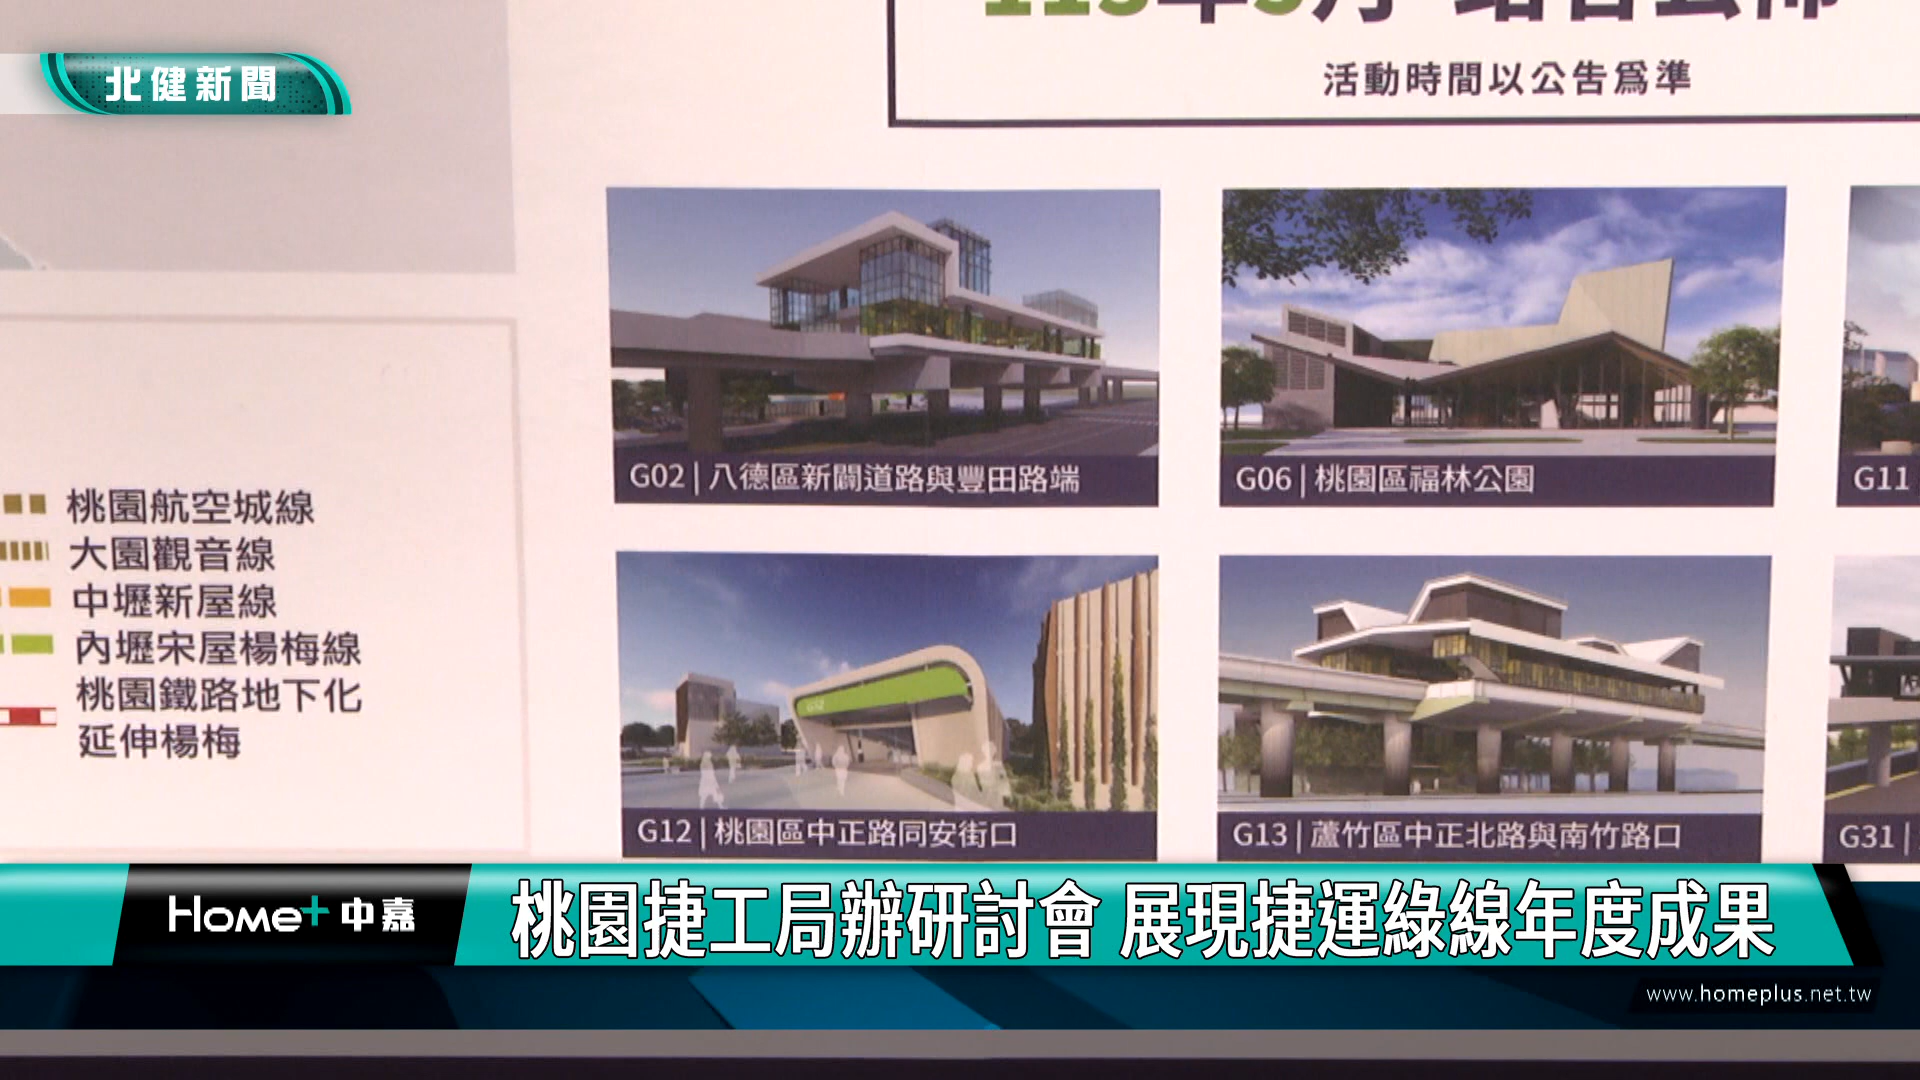 北健新聞
活動時間以公告為準
G02 | 八德區新闢道路與豐田路端
G06 | 桃園區福林公園
G11
桃園航空城線
大園觀音線
中壢新屋線
內壢宋屋楊梅線
桃園鐵路地下化
延伸楊梅
G12
G12 | 桃園區中正路同安街口
G13 | 蘆竹區中正北路與南竹路口
G31 |
Home+ 中嘉
桃園捷工局辦研討會 展現捷運綠線年度成果
www.homeplus.net.tw